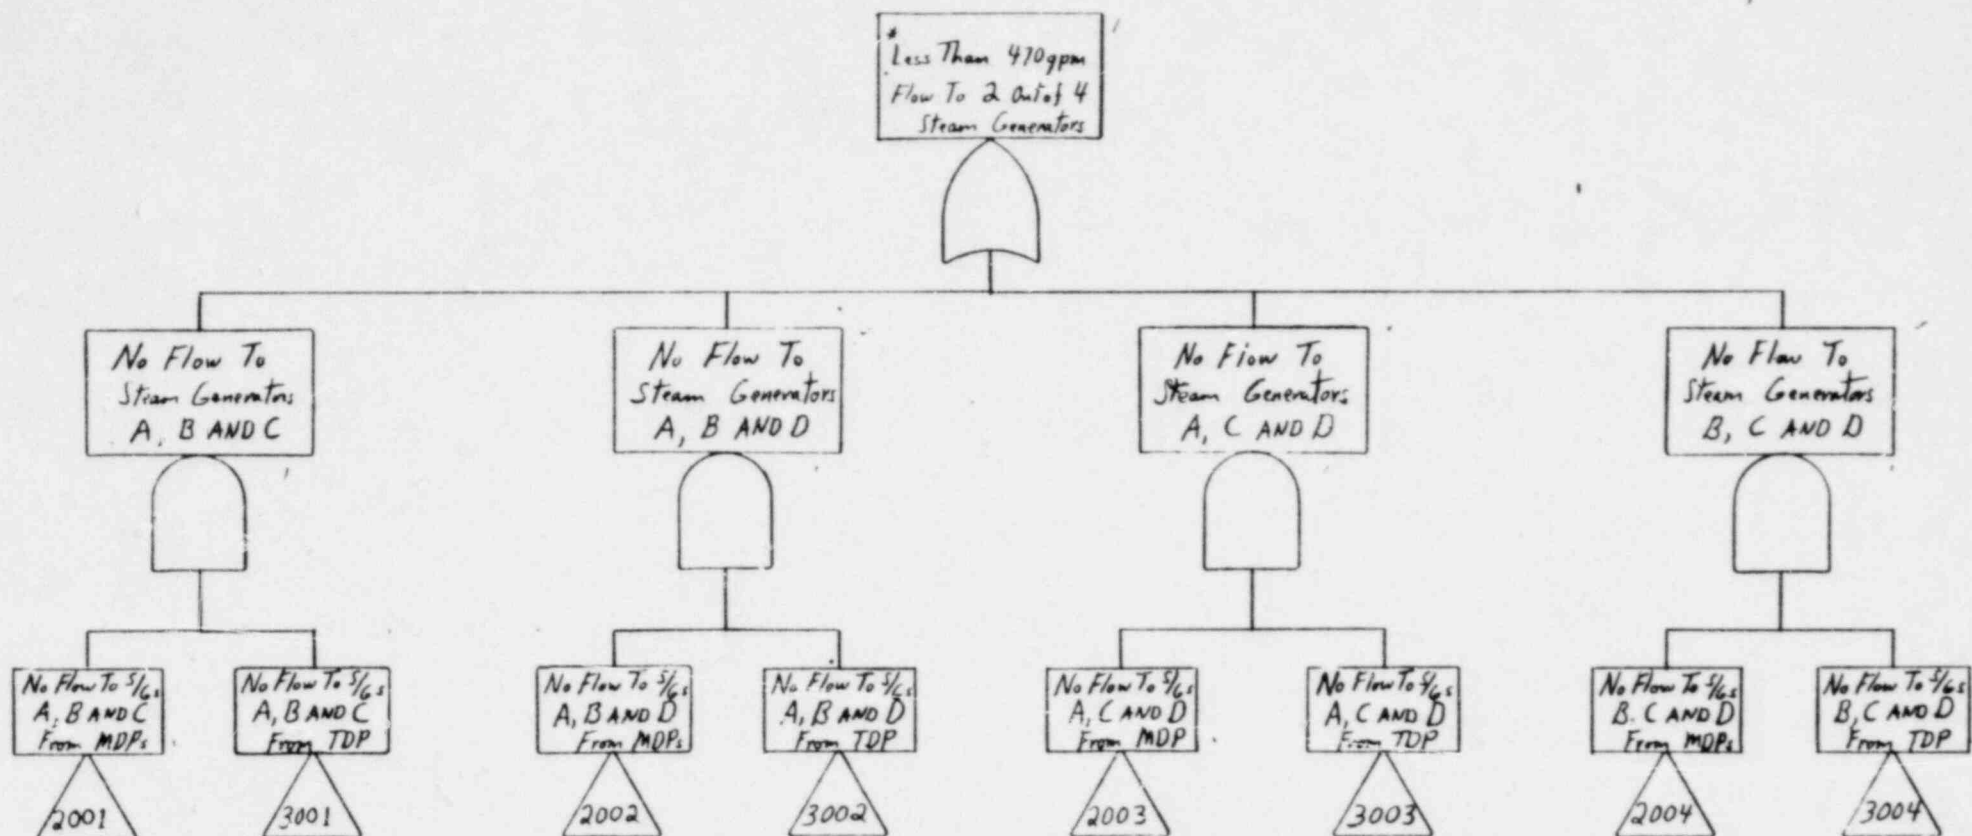 *
Less Than 470gpm
Flow To 2 Out of 4
Steam Generators
No Flow To
Steam Generators
A, B AND C
No Flow To
Steam Generators
A, B AND D
No Flow To
Steam Generators
A, C AND D
No Flow To
Steam Generators
B, C AND D
No Flow To S/Gs
A, B AND C
From MDPs
No Flow To S/Gs
A, B AND C
From TDP
No Flow To S/Gs
A, B AND D
From MDPs
No Flow To S/Gs
A, B AND D
From TDP
No Flow To S/Gs
A, C AND D
From MDP
No Flow To S/Gs
A, C AND D
From TDP
No Flow To S/Gs
B. C AND D
From MDPs
No Flow To S/Gs
B, C AND D
From TDP
2001
3001
2002
3002
2003
3003
2004
3004